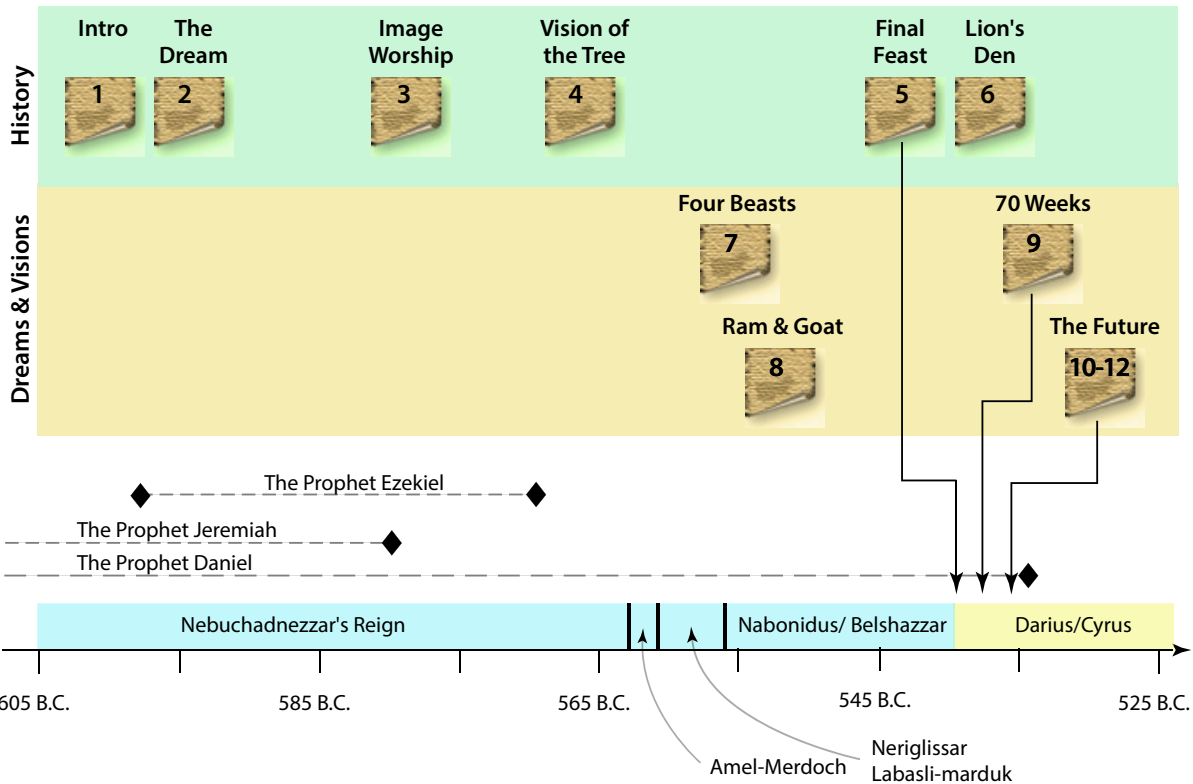 Intro
The
Dream
Image
Worship
Vision of
the Tree
Final
Feast
Lion's
Den
History
1
2
3
4
5
6
Dreams & Visions
Four Beasts
70 Weeks
7
9
Ram & Goat
The Future
8
10-12
The Prophet Ezekiel
The Prophet Jeremiah
The Prophet Daniel
Nebuchadnezzar's Reign
Nabonidus/ Belshazzar
Darius/Cyrus
605 B.C.
585 B.C.
565 B.C.
545 B.C.
525 B.C.
Amel-Merdoch
Neriglissar
Labasli-marduk